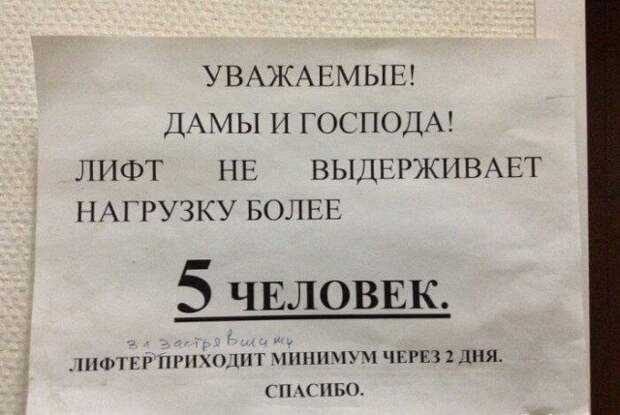 УВАЖАЕМЫЕ!
ДАМЫ И ГОСПОДА!
ЛИФТ НЕ ВЫДЕРЖИВАЕТ
НАГРУЗКУ БОЛЕЕ
5 ЧЕЛОВЕК.
за застрявшими
ЛИФТЕР ПРИХОДИТ МИНИМУМ ЧЕРЕЗ 2 ДНЯ.
СПАСИБО.